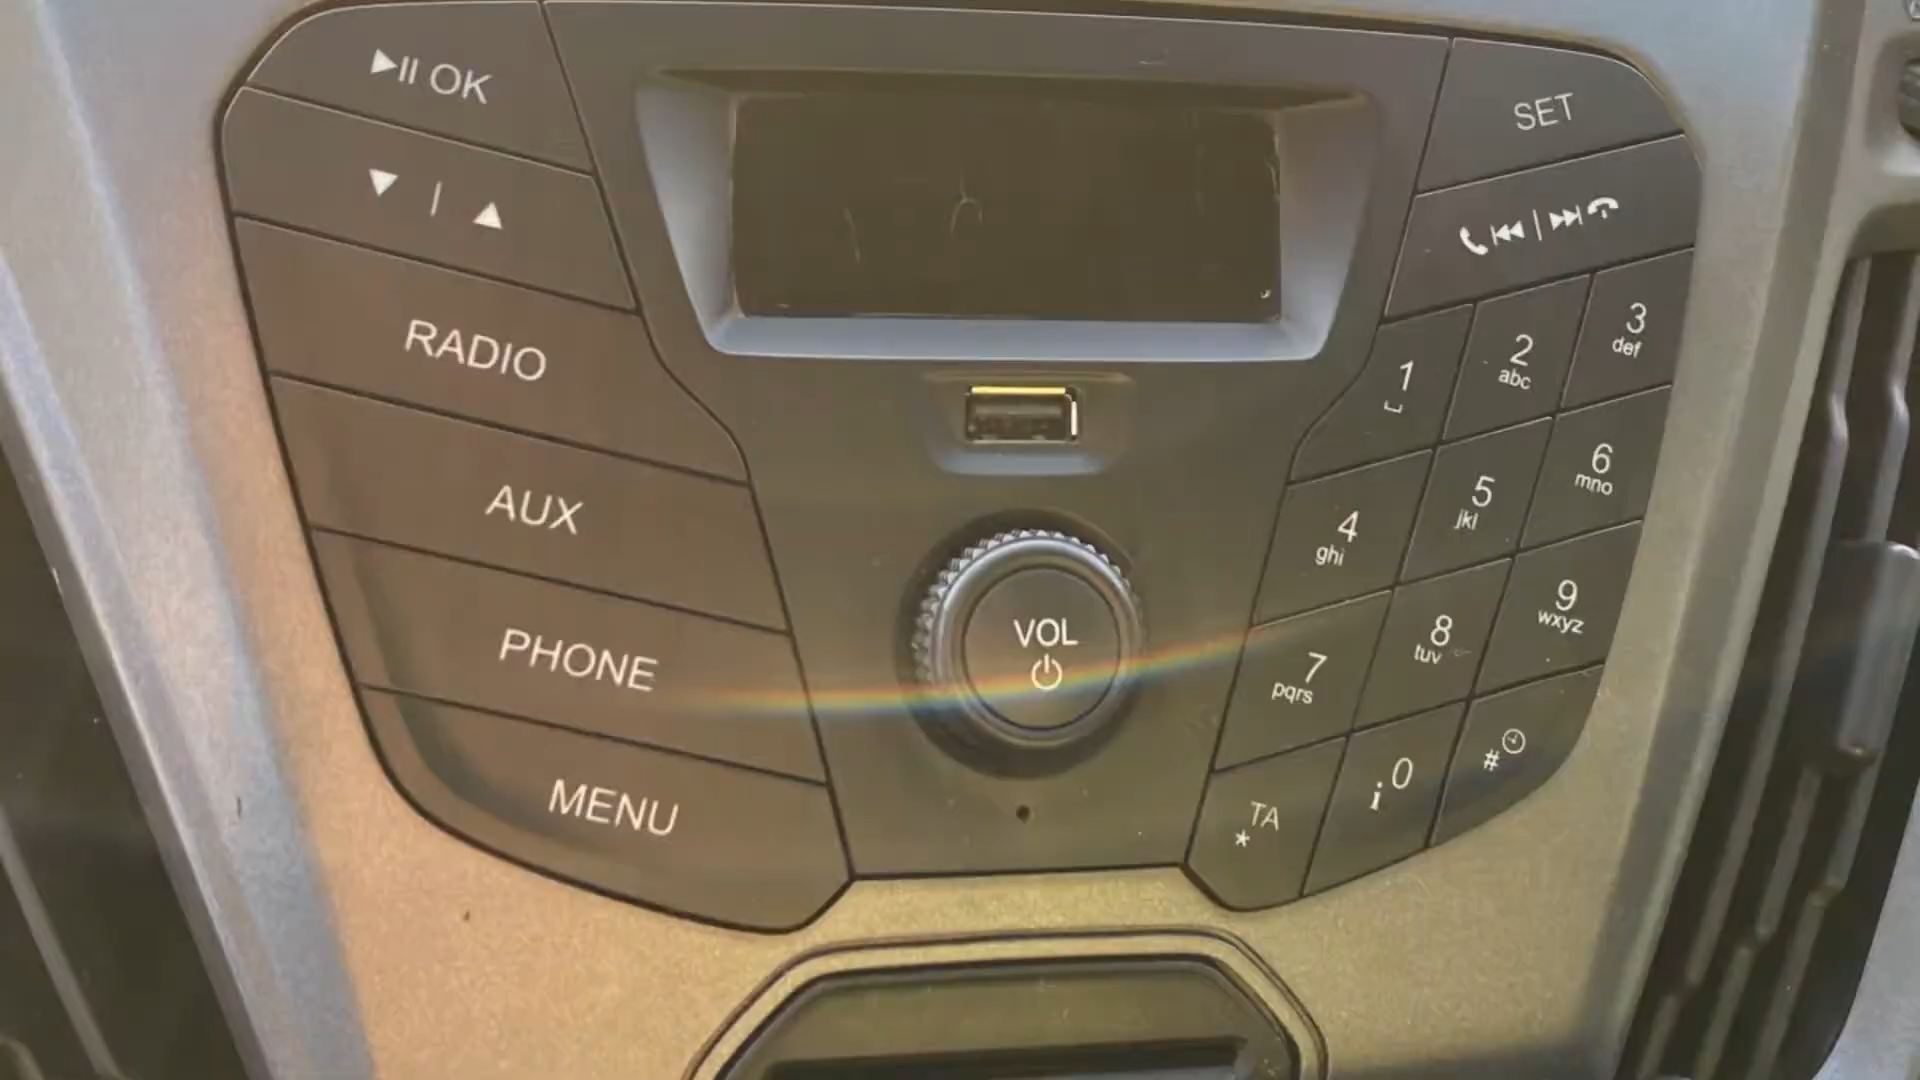 OK
RADIO
AUX
PHONE
MENU
VOL
SET
1
2
abc
3
def
4
ghi
5
jkl
6
mno
7
pqrs
8
tuv
9
wxyz
TA
*
0
i
#